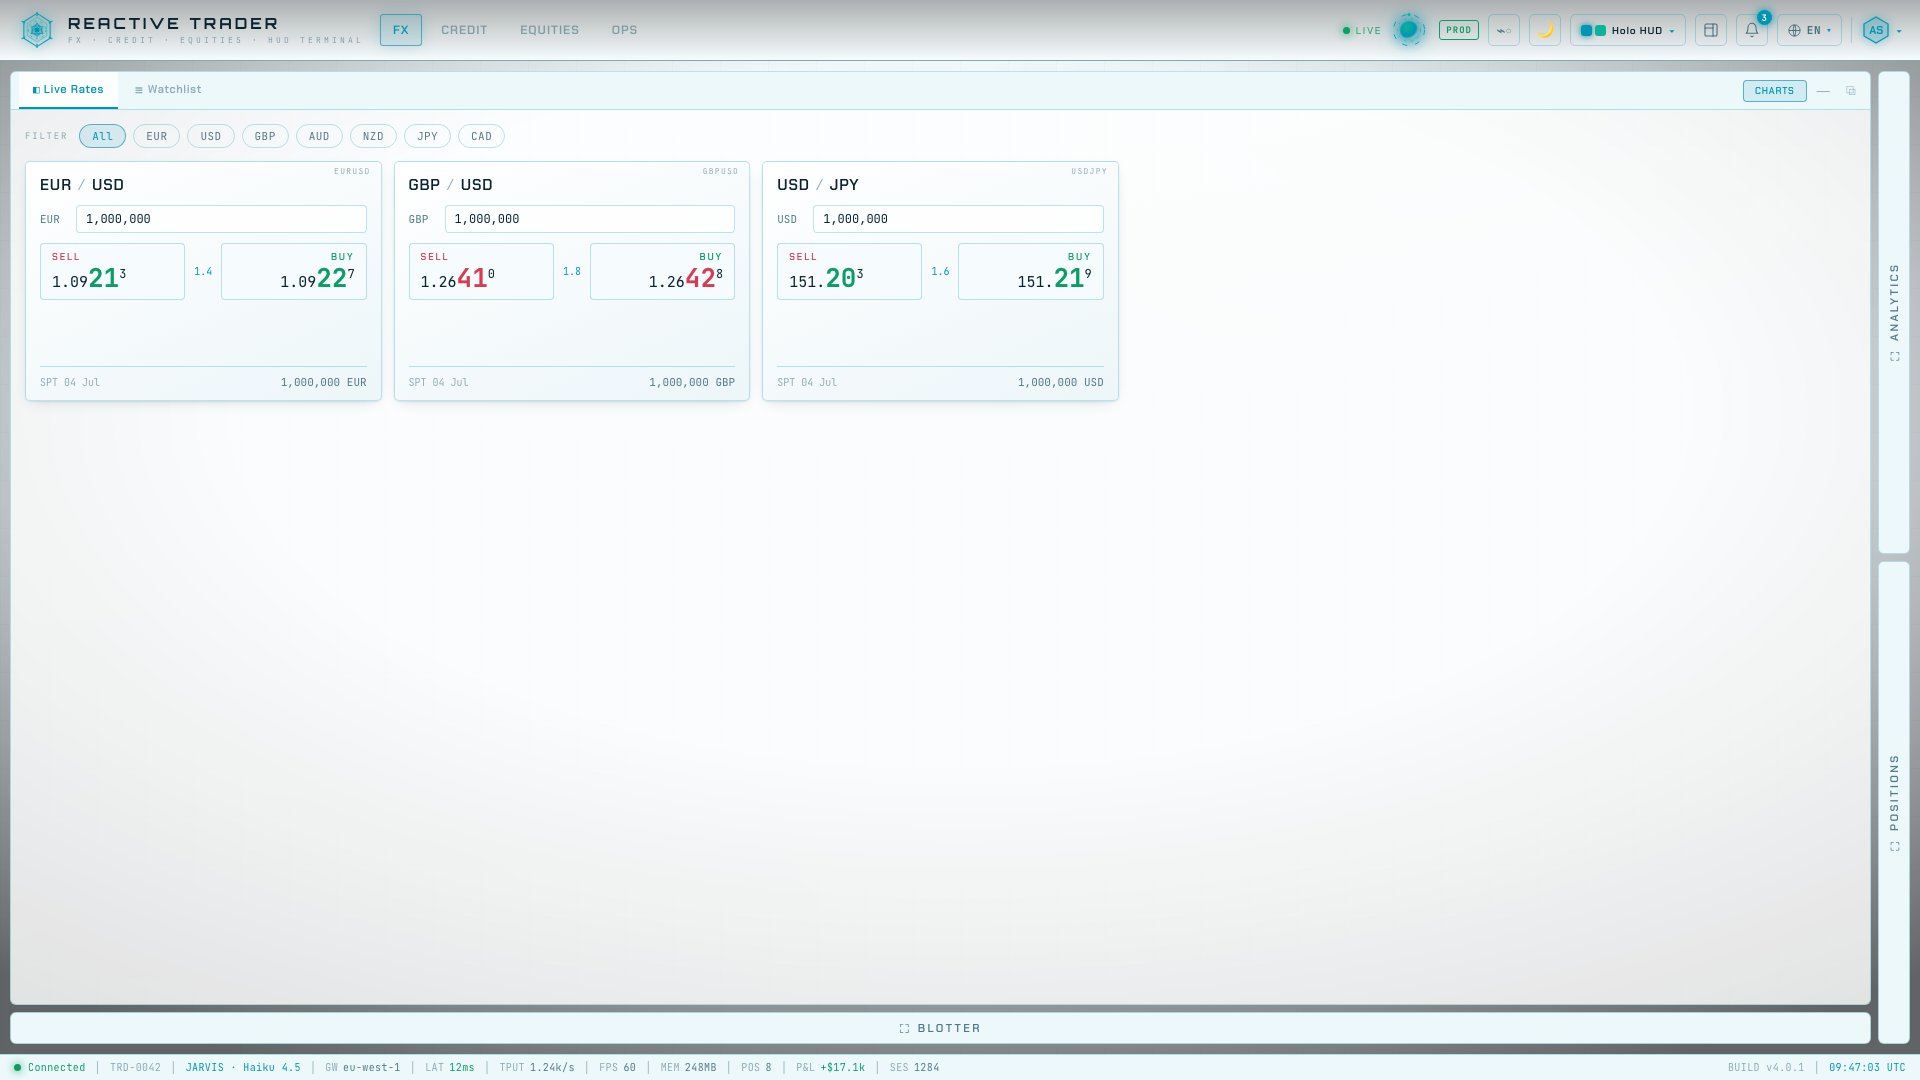 REACTIVE TRADER
FX · CREDIT · EQUITIES · HUD TERMINAL
FX CREDIT EQUITIES OPS
LIVE PROD Holo HUD 3 EN AS
Live Rates Watchlist CHARTS
FILTER All EUR USD GBP AUD NZD JPY CAD
EURUSD
EUR / USD
EUR 1,000,000
SELL BUY
1.09213 1.4 1.09227
SPT 04 Jul 1,000,000 EUR
GBPUSD
GBP / USD
GBP 1,000,000
SELL BUY
1.26410 1.8 1.26428
SPT 04 Jul 1,000,000 GBP
USDJPY
USD / JPY
USD 1,000,000
SELL BUY
151.203 1.6 151.219
SPT 04 Jul 1,000,000 USD
ANALYTICS
POSITIONS
BLOTTER
Connected TRD-0042 JARVIS · Haiku 4.5 GW eu-west-1 LAT 12ms TPUT 1.24k/s FPS 60 MEM 248MB POS 8 P&L +$17.1k SES 1284 BUILD v4.0.1 09:47:03 UTC